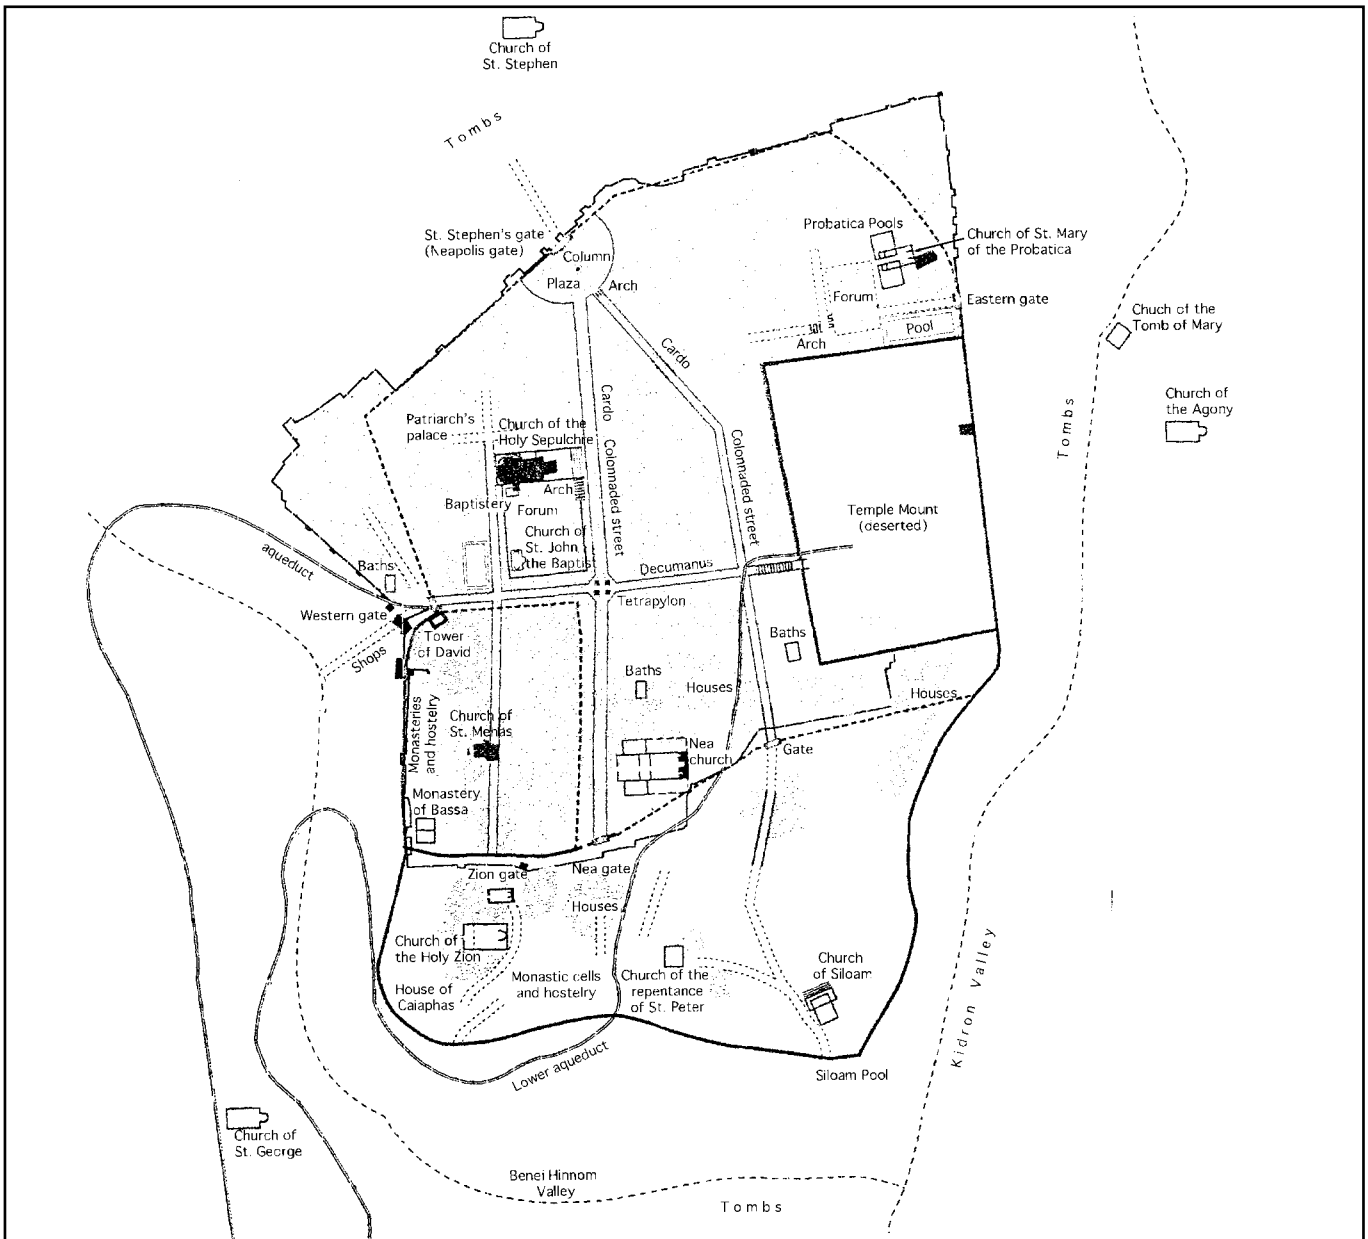 Church of
St. Stephen
Tombs
St. Stephen's gate
(Neapolis gate)
Column
Plaza
Arch
Probatica Pools
Church of St. Mary
of the Probatica
Forum
Eastern gate
Pool
Arch
Chuch of the
Tomb of Mary
Cardo
Cardo
Colonnaded street
Colonnaded street
Church of
the Agony
Tombs
Patriarch's
palace
Church of the
Holy Sepulchre
Arch
Baptistery
Forum
Church of
St. John
the Baptist
Temple Mount
(deserted)
aqueduct
Baths
Decumanus
Western gate
Tetrapylon
Tower
of David
Shops
Baths
Baths
Houses
Houses
Monasteries
and hostelry
Church of
St. Menas
Nea
church
Gate
Monastery
of Bassa
Zion gate
Nea gate
Houses
Church of
the Holy Zion
House of
Caiaphas
Monastic cells
and hostelry
Church of the
repentance
of St. Peter
Church
of Siloam
Kidron Valley
Lower aqueduct
Siloam Pool
Church of
St. George
Benei Hinnom
Valley
Tombs